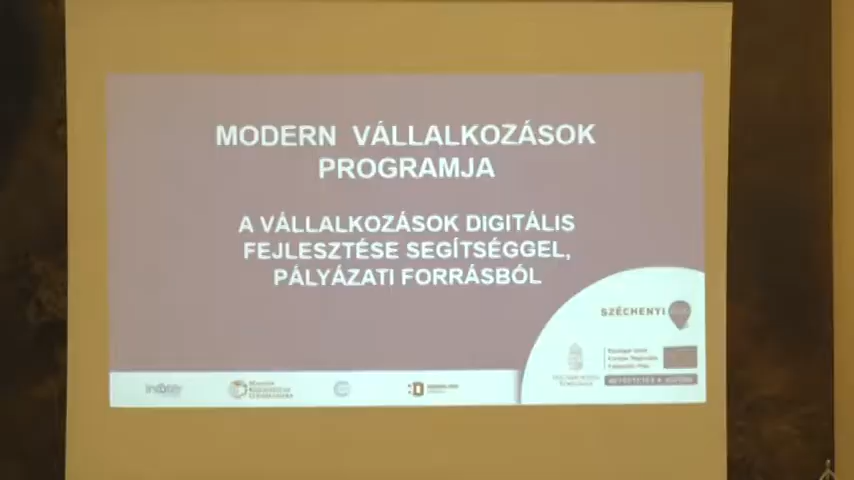 MODERN VÁLLALKOZÁSOK
PROGRAMJA
A VÁLLALKOZÁSOK DIGITÁLIS
FEJLESZTÉSE SEGÍTSÉGGEL,
PÁLYÁZATI FORRÁSBÓL
SZÉCHENYI